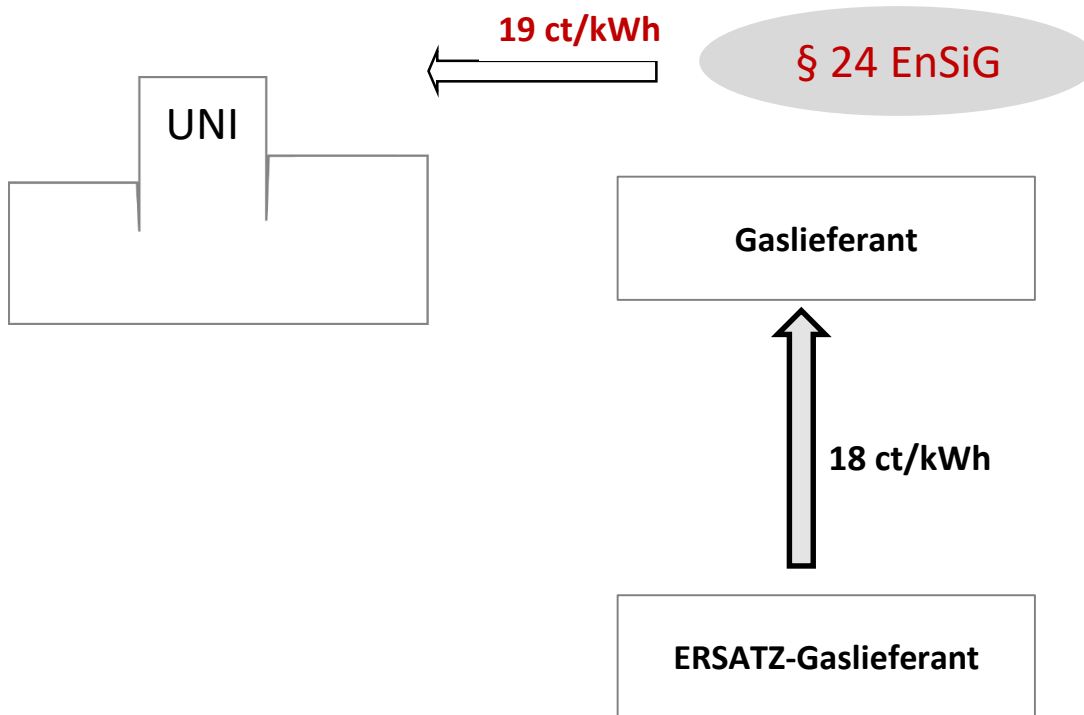 19 ct/kWh
§ 24 EnSiG
UNI
Gaslieferant
18 ct/kWh
ERSATZ-Gaslieferant